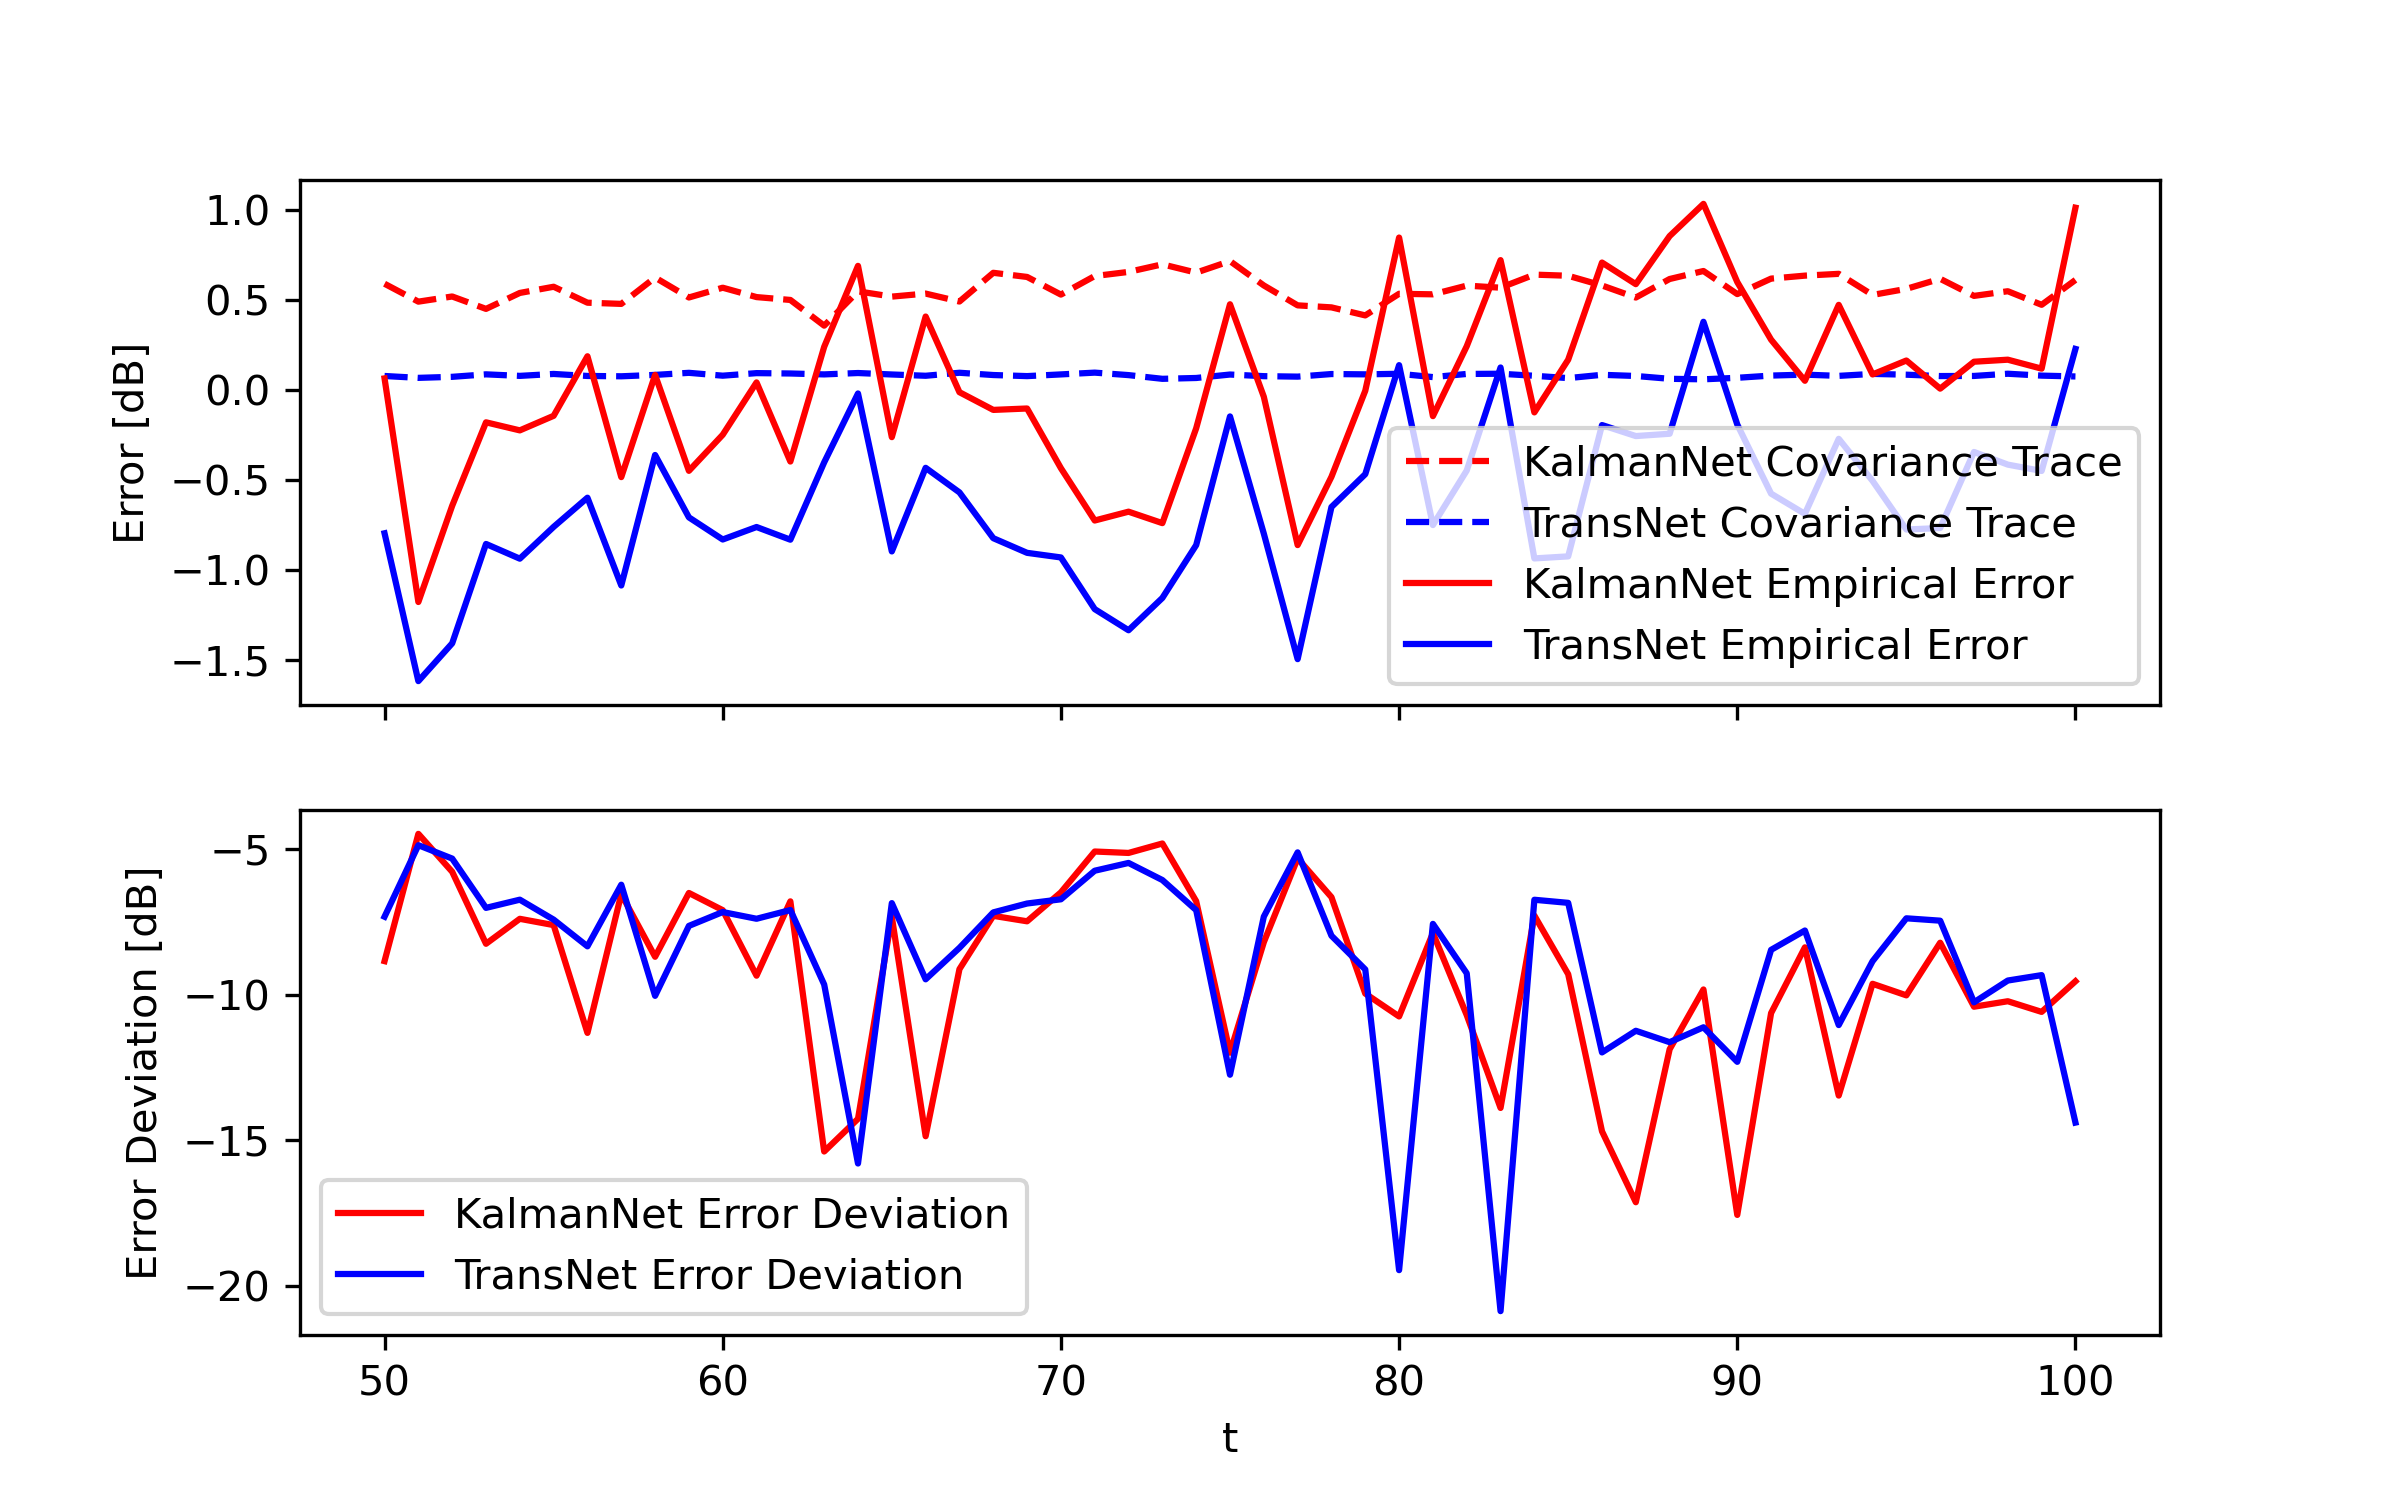 Error [dB]
1.0
0.5
0.0
−0.5
−1.0
−1.5
KalmanNet Covariance Trace
TransNet Covariance Trace
KalmanNet Empirical Error
TransNet Empirical Error
Error Deviation [dB]
−5
−10
−15
−20
KalmanNet Error Deviation
TransNet Error Deviation
50 60 70 80 90 100
t